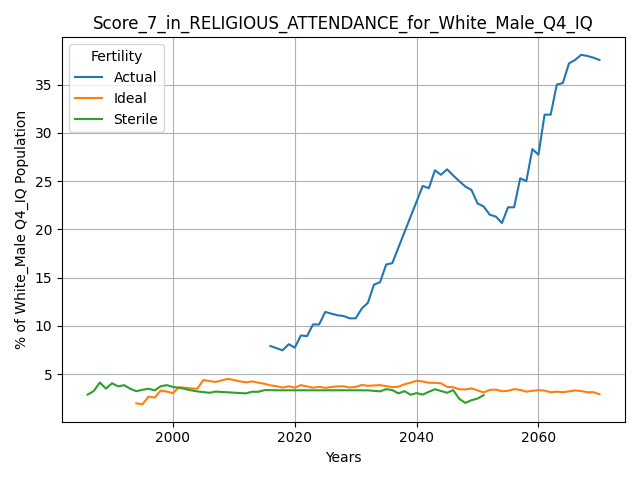 Score_7_in_RELIGIOUS_ATTENDANCE_for_White_Male_Q4_IQ
Fertility
Actual
Ideal
Sterile
% of White_Male Q4_IQ Population
35
30
25
20
15
10
5
2000
2020
2040
2060
Years